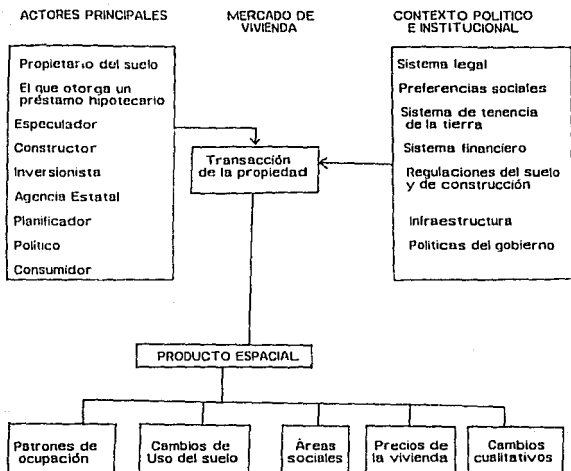 ACTORES PRINCIPALES
MERCADO DE
VIVIENDA
CONTEXTO POLITICO
E INSTITUCIONAL
Propietario del suelo
El que otorga un
préstamo hipotecario
Especulador
Constructor
Inversionista
Agencia Estatal
Planificador
Político
Consumidor
Transacción
de la propiedad
Sistema legal
Preferencias sociales
Sistema de tenencia
de la tierra
Sistema financiero
Regulaciones del suelo
y de construcción
Infraestructura
Políticas del gobierno
PRODUCTO ESPACIAL
Patrones de
ocupación
Cambios de
Uso del suelo
Áreas
sociales
Precios de
la vivienda
Cambios
cualitativos